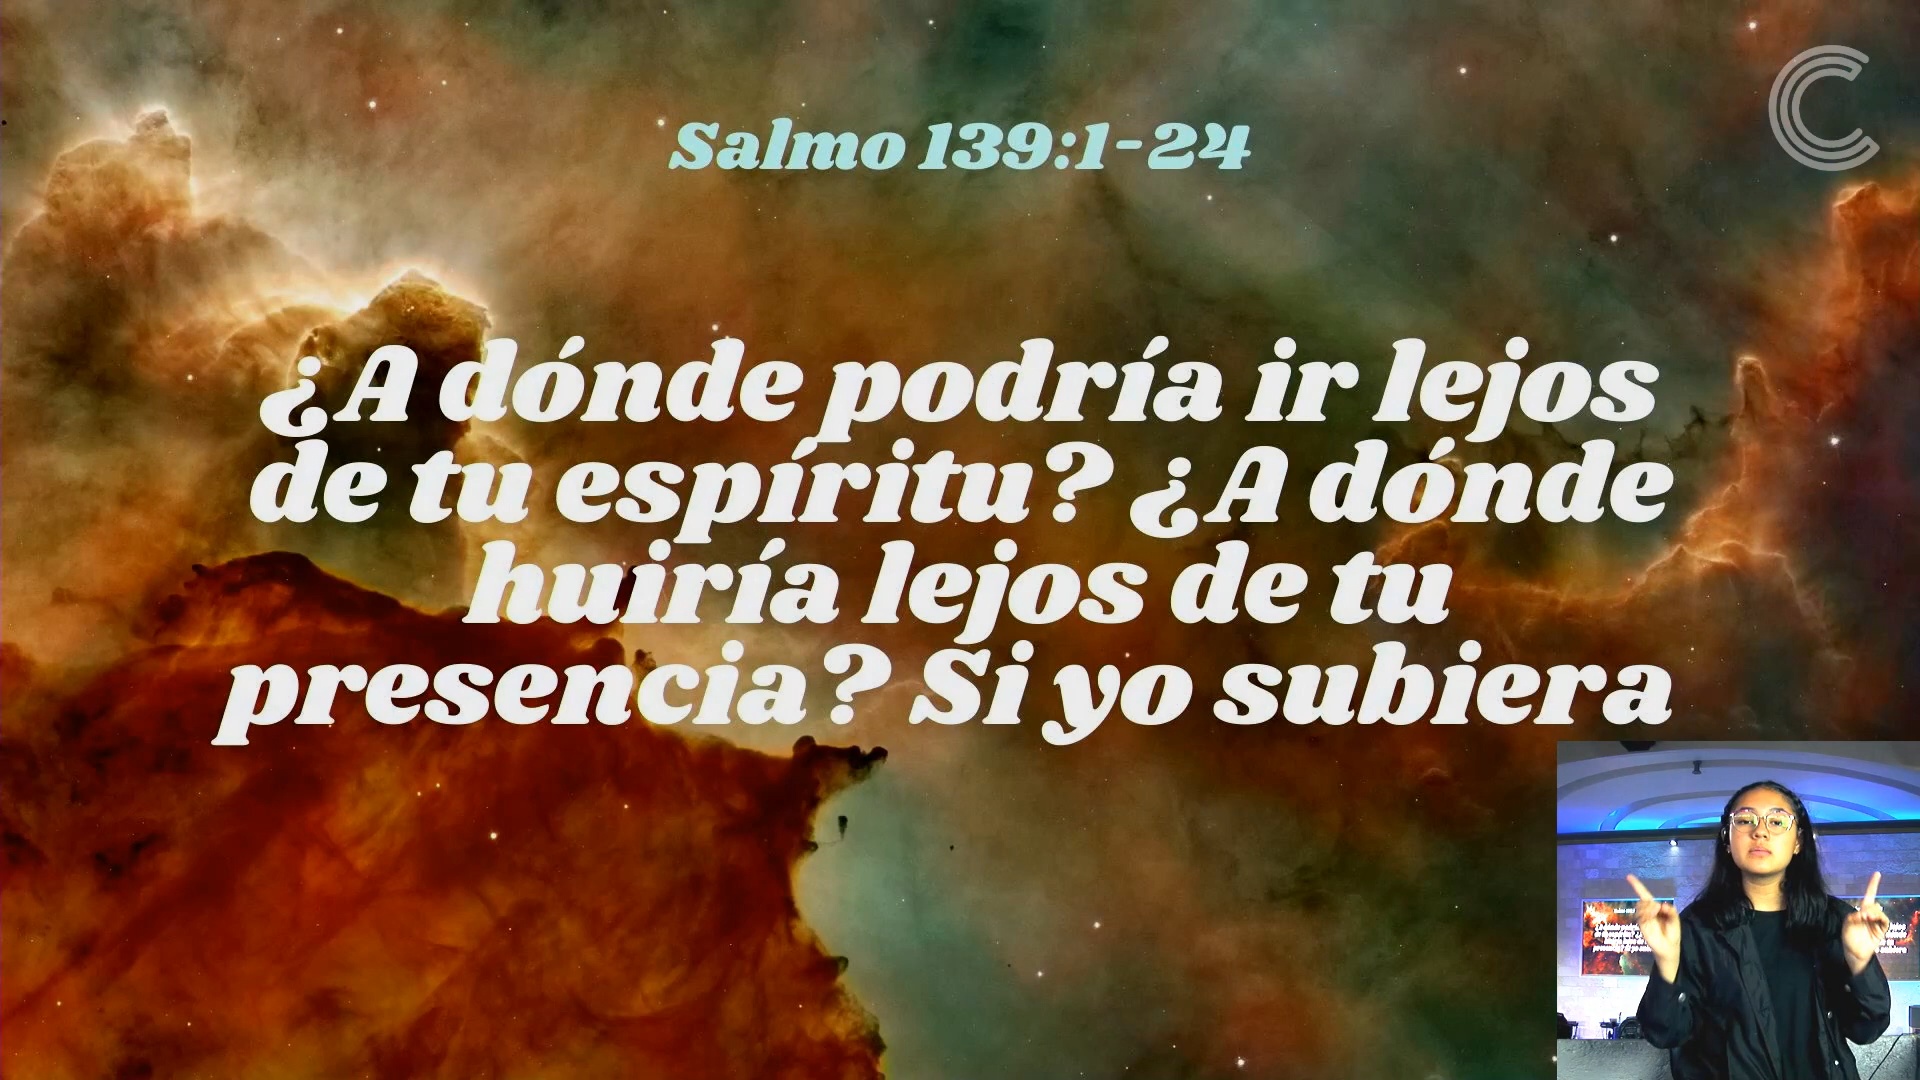 Salmo 139:1-24
¿A dónde podría ir lejos
de tu espíritu? ¿A dónde
huiría lejos de tu
presencia? Si yo subiera